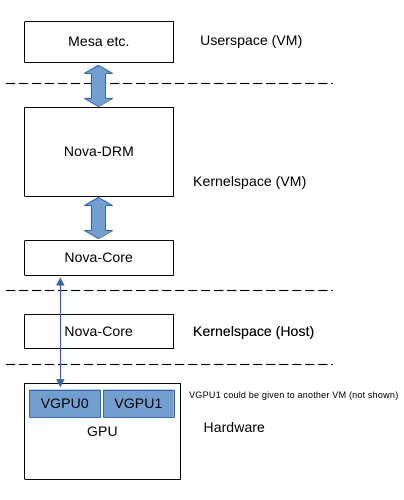 Mesa etc.
Userspace (VM)
Nova-DRM
Kernelspace (VM)
Nova-Core
Nova-Core
Kernelspace (Host)
VGPU0
VGPU1
VGPU1 could be given to another VM (not shown)
GPU
Hardware